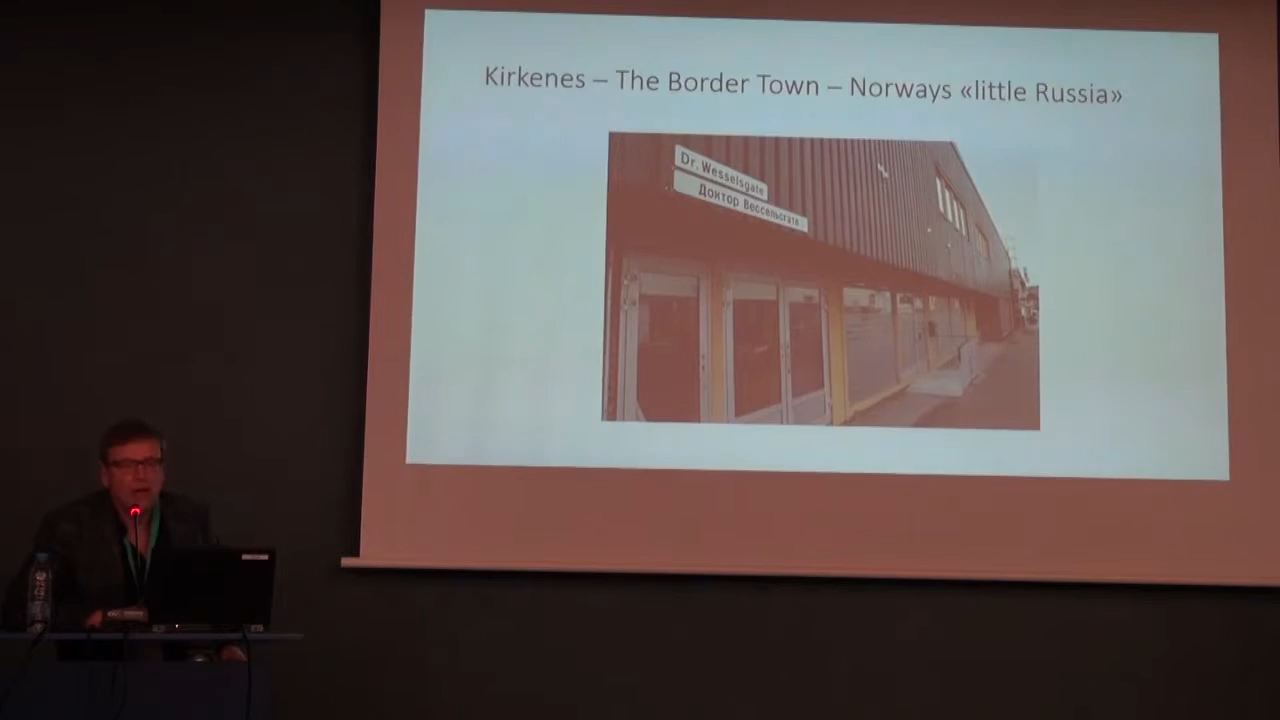 Kirkenes – The Border Town – Norways «little Russia»
Dr. Wesselsgate
Доктор Вессельсгате